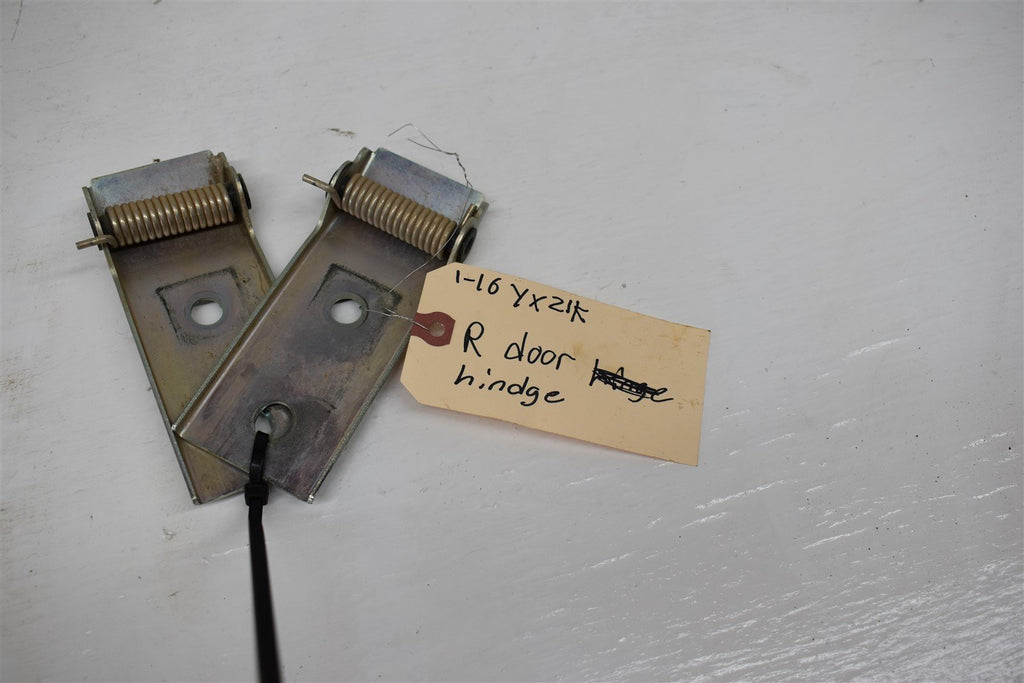 1-16 YXZ1K
R door
hindge